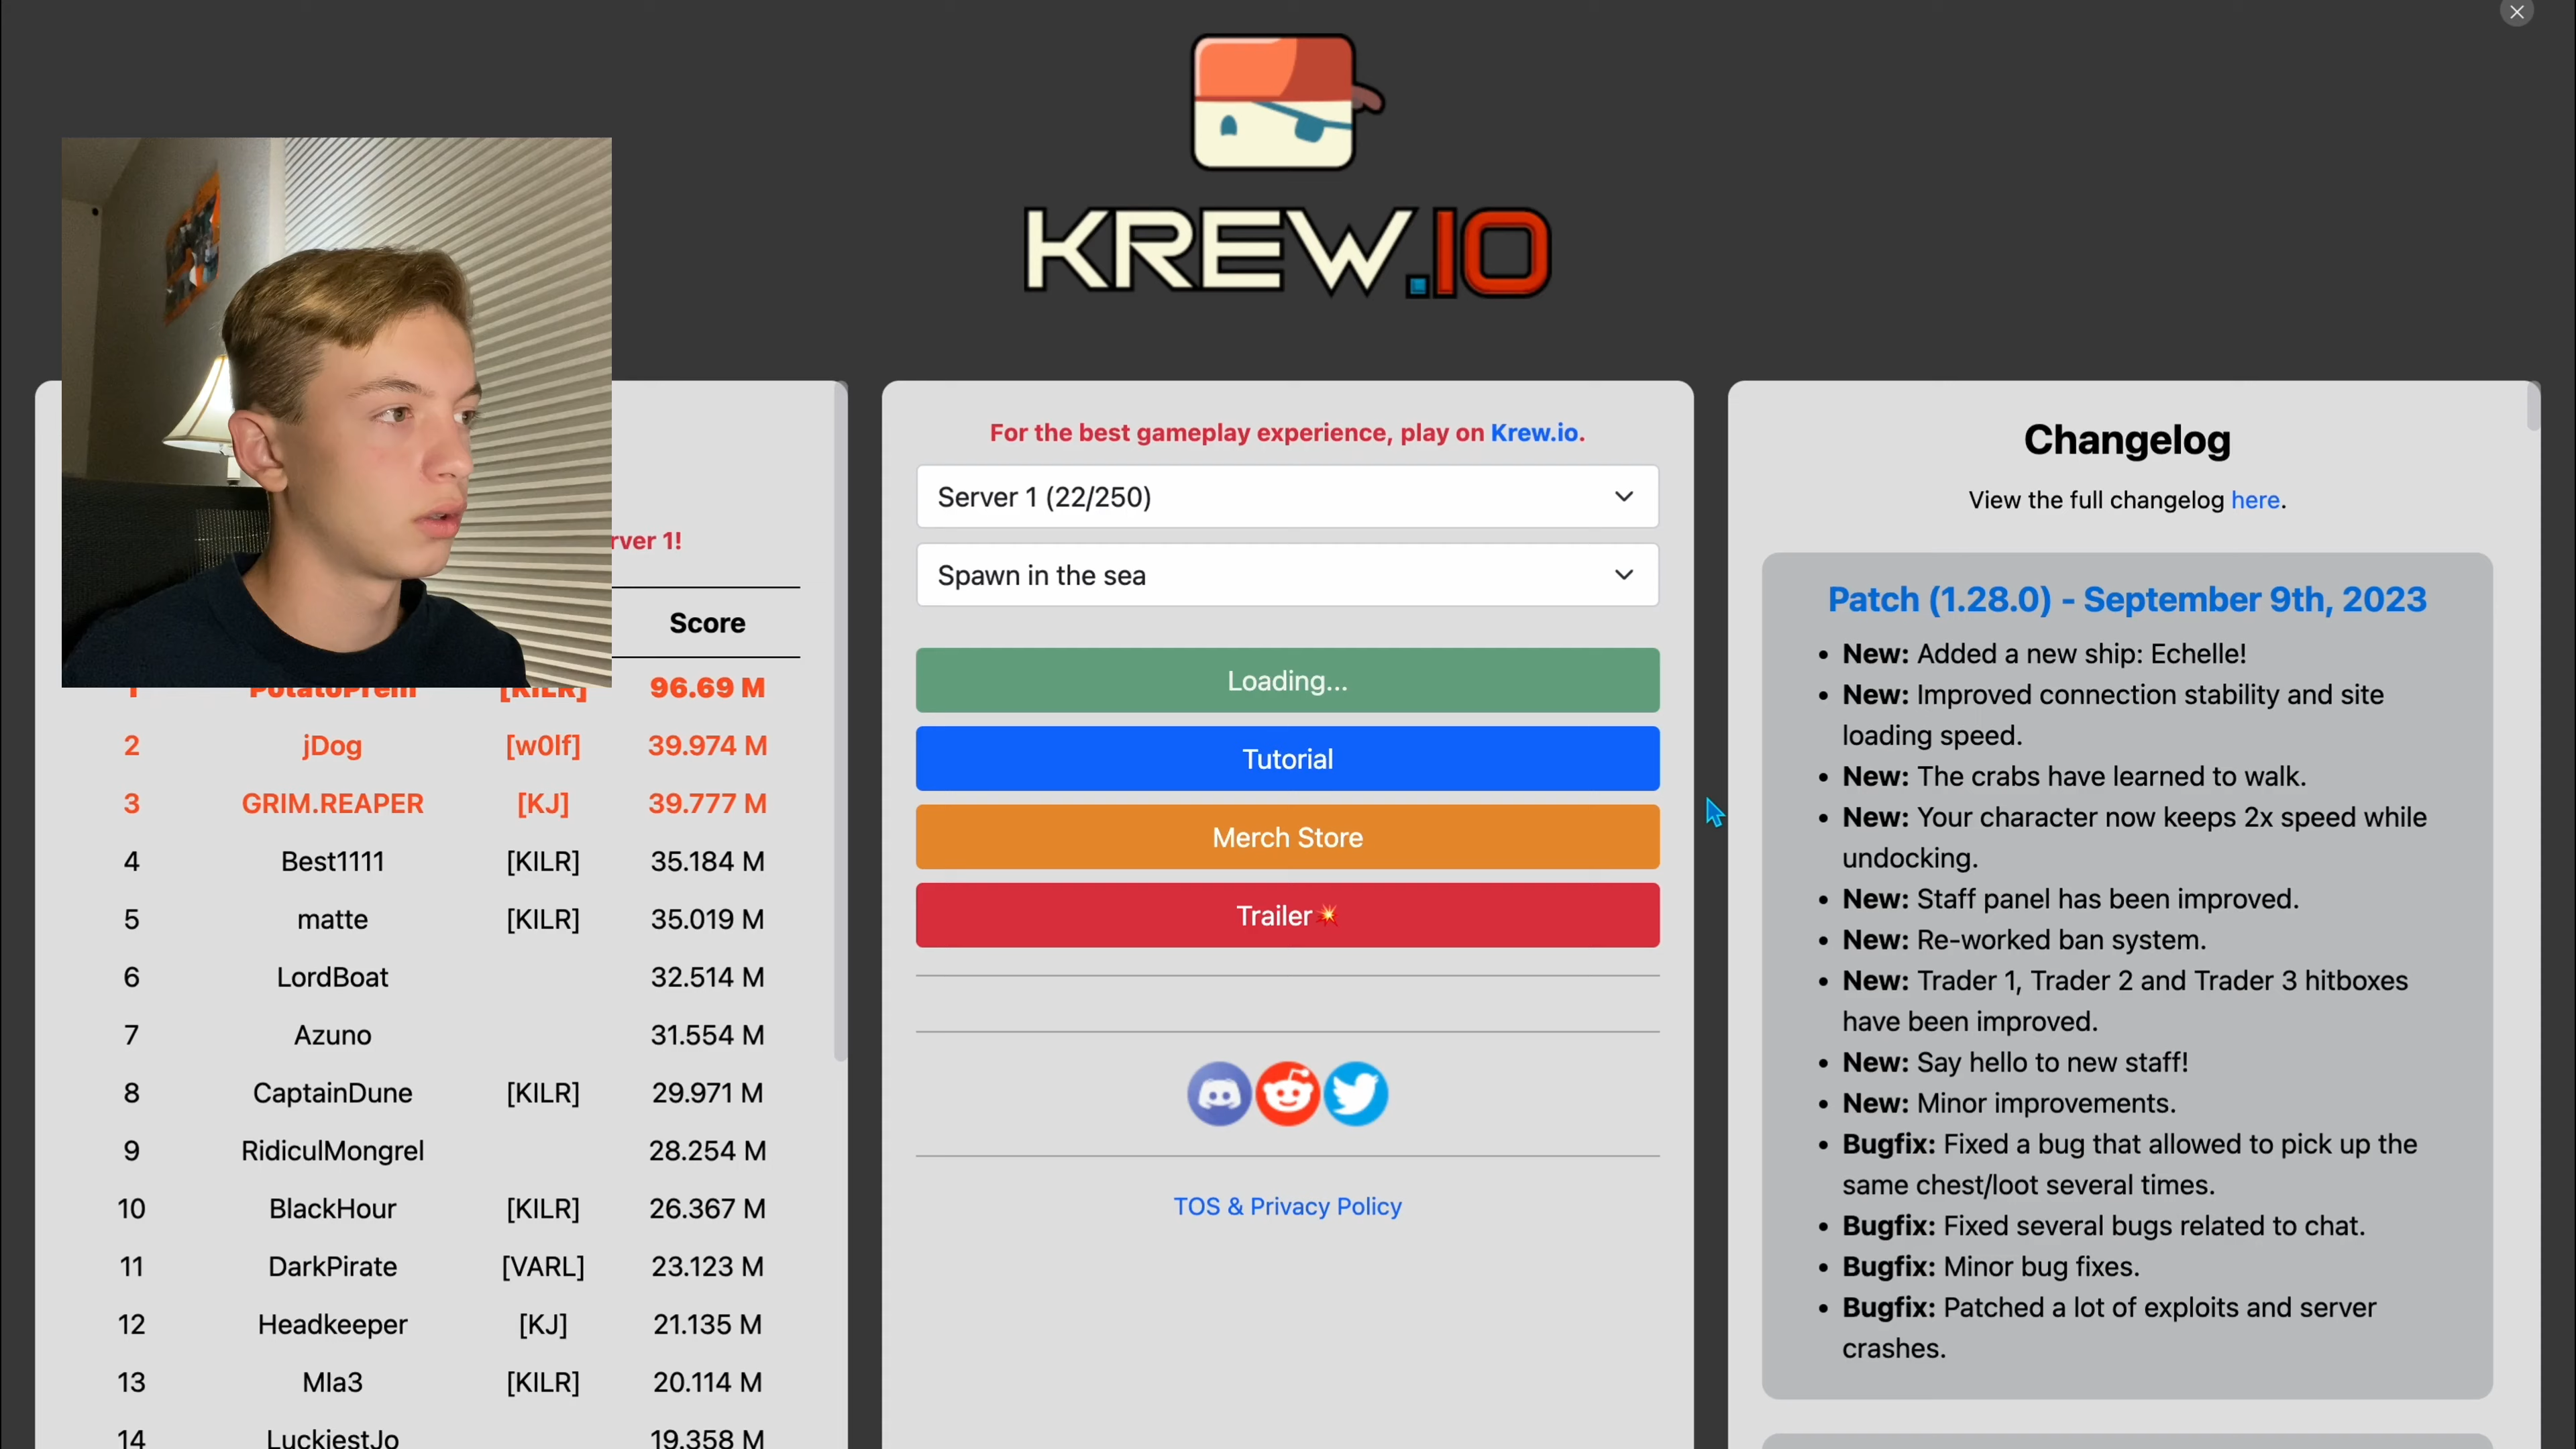 KREW.IO
rver 1!
Score
1 PotatoPrem [KILR] 96.69 M
2 jDog [w0lf] 39.974 M
3 GRIM.REAPER [KJ] 39.777 M
4 Best1111 [KILR] 35.184 M
5 matte [KILR] 35.019 M
6 LordBoat 32.514 M
7 Azuno 31.554 M
8 CaptainDune [KILR] 29.971 M
9 RidiculMongrel 28.254 M
10 BlackHour [KILR] 26.367 M
11 DarkPirate [VARL] 23.123 M
12 Headkeeper [KJ] 21.135 M
13 Mla3 [KILR] 20.114 M
14 LuckiestJo 19.358 M
For the best gameplay experience, play on Krew.io.
Server 1 (22/250)
Spawn in the sea
Loading...
Tutorial
Merch Store
Trailer💥
TOS & Privacy Policy
Changelog
View the full changelog here.
Patch (1.28.0) - September 9th, 2023
• New: Added a new ship: Echelle!
• New: Improved connection stability and site
loading speed.
• New: The crabs have learned to walk.
• New: Your character now keeps 2x speed while
undocking.
• New: Staff panel has been improved.
• New: Re-worked ban system.
• New: Trader 1, Trader 2 and Trader 3 hitboxes
have been improved.
• New: Say hello to new staff!
• New: Minor improvements.
• Bugfix: Fixed a bug that allowed to pick up the
same chest/loot several times.
• Bugfix: Fixed several bugs related to chat.
• Bugfix: Minor bug fixes.
• Bugfix: Patched a lot of exploits and server
crashes.